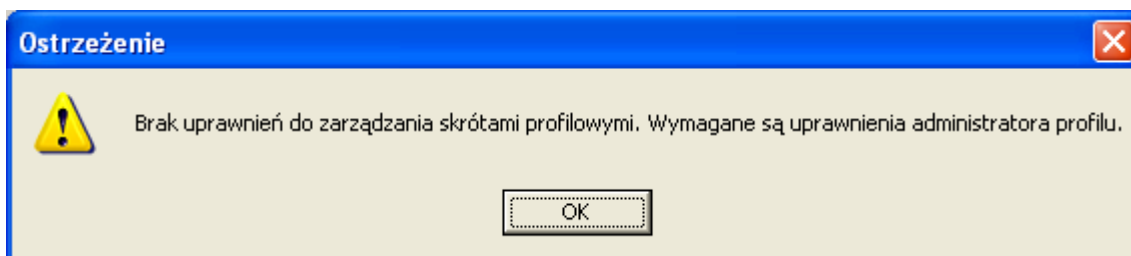 Ostrzeżenie
Brak uprawnień do zarządzania skrótami profilowymi. Wymagane są uprawnienia administratora profilu.
OK